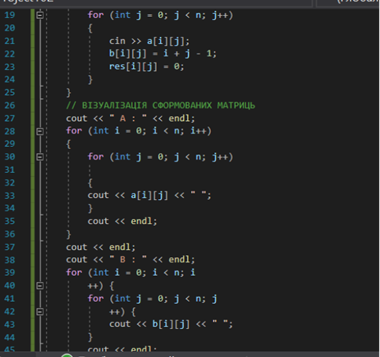 19 for (int j = 0; j < n; j++)
20 {
21 cin >> a[i][j];
22 b[i][j] = i + j - 1;
23 res[i][j] = 0;
24 }
25 }
26 // ВІЗУАЛІЗАЦІЯ СФОРМОВАНИХ МАТРИЦЬ
27 cout << " A : " << endl;
28 for (int i = 0; i < n; i++)
29 {
30 for (int j = 0; j < n; j++)
31
32 {
33 cout << a[i][j] << " ";
34 }
35 cout << endl;
36 }
37 cout << endl;
38 cout << " B : " << endl;
39 for (int i = 0; i < n; i
40 ++) {
41 for (int j = 0; j < n; j
42 ++) {
43 cout << b[i][j] << " ";
44 }
45 cout << endl;